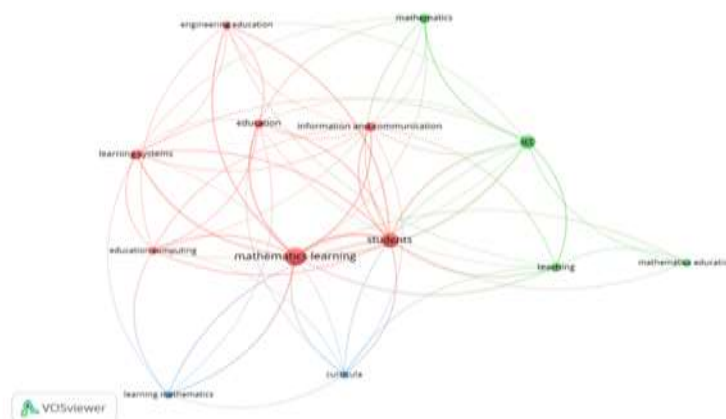 mathematics
engineering education
education
information and communication
ict
learning systems
students
education computing
mathematics learning
learning
mathematics education
curricula
learning mathematics
VOSviewer